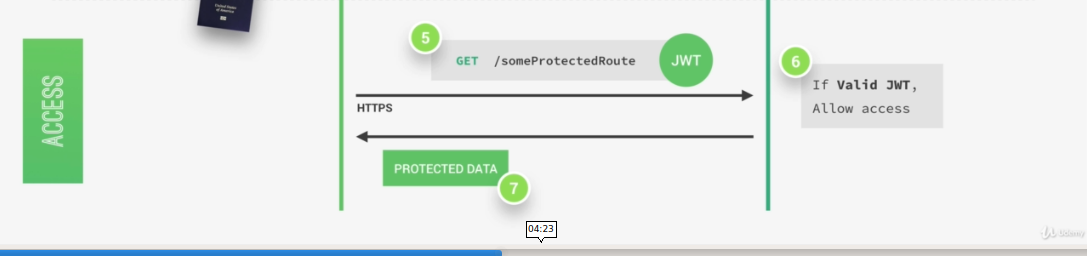 United States
of America
5
GET /someProtectedRoute
JWT
6
If Valid JWT,
Allow access
ACCESS
HTTPS
PROTECTED DATA
7
04:23
Udemy